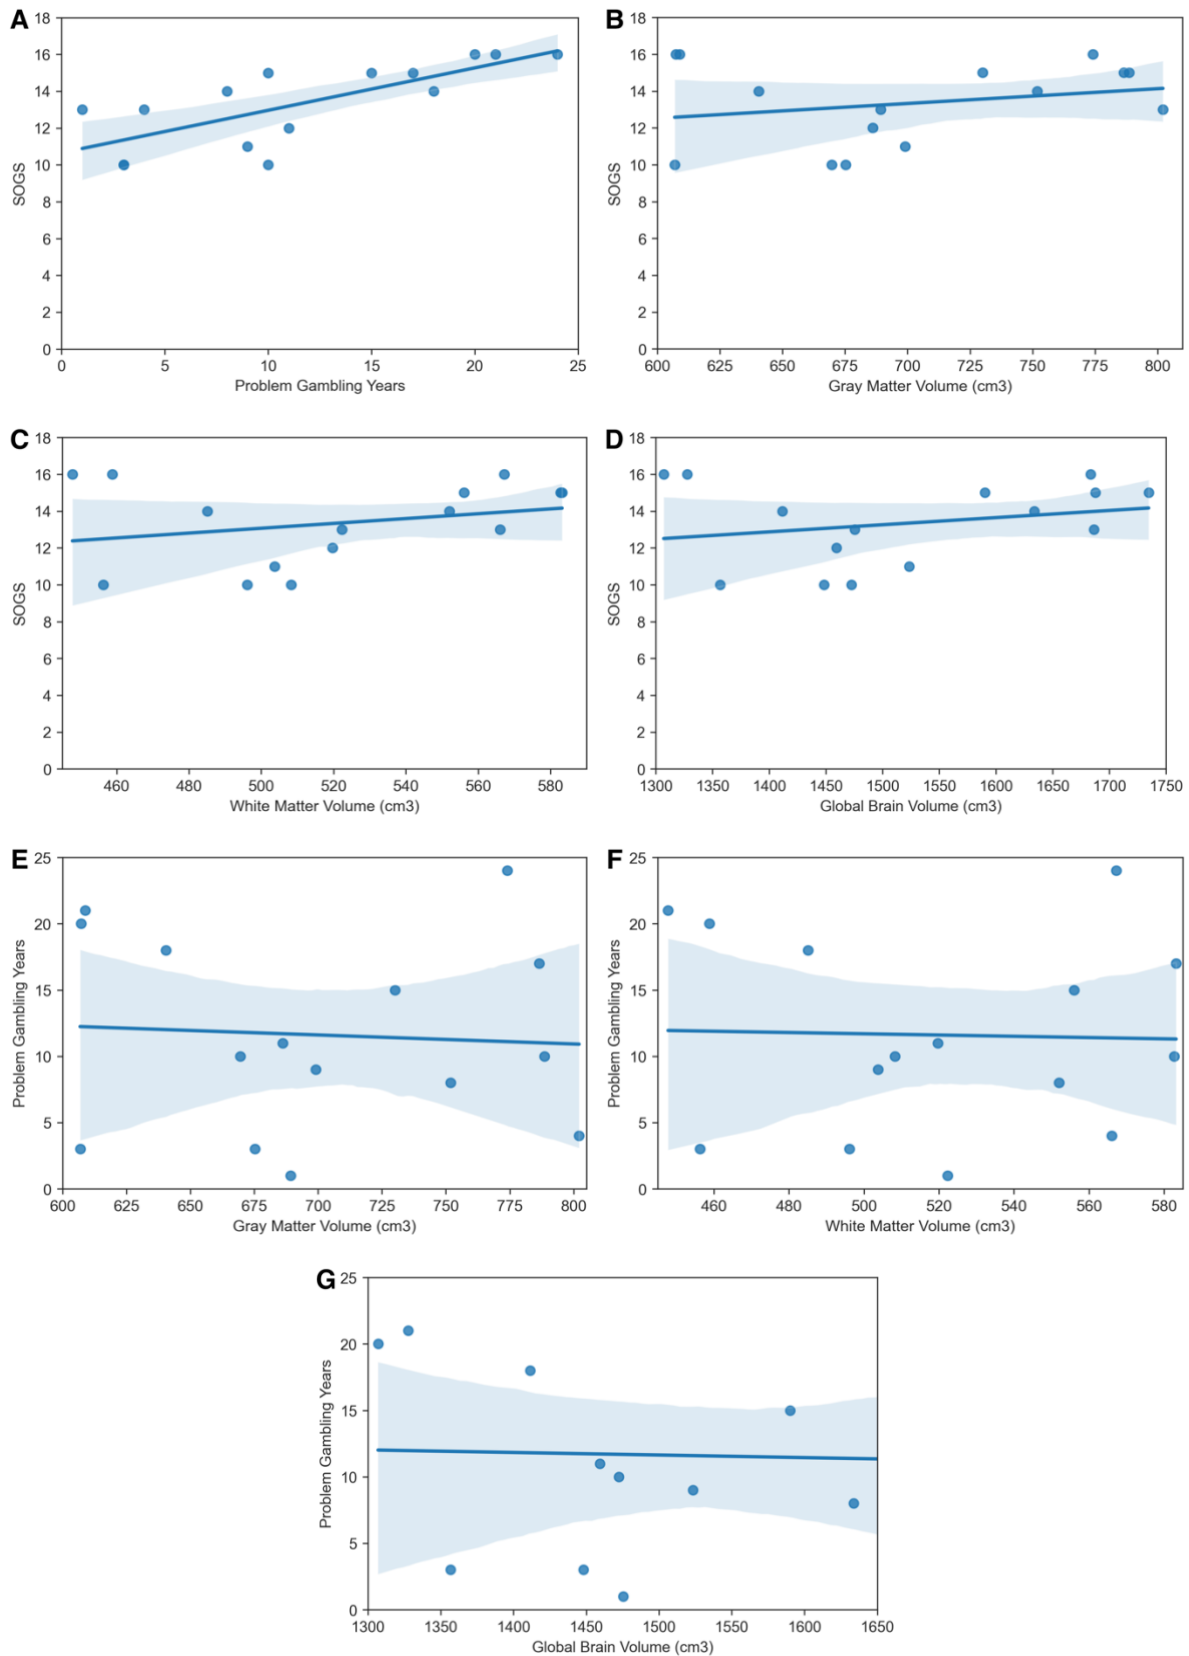 A
18
16
14
12
10
8
6
4
2
0
SOGS
0 5 10 15 20 25
Problem Gambling Years
B
18
16
14
12
10
8
6
4
2
0
SOGS
600 625 650 675 700 725 750 775 800
Gray Matter Volume (cm3)
C
18
16
14
12
10
8
6
4
2
0
SOGS
460 480 500 520 540 560 580
White Matter Volume (cm3)
D
18
16
14
12
10
8
6
4
2
0
SOGS
1300 1350 1400 1450 1500 1550 1600 1650 1700 1750
Global Brain Volume (cm3)
E
25
20
15
10
5
0
Problem Gambling Years
600 625 650 675 700 725 750 775 800
Gray Matter Volume (cm3)
F
25
20
15
10
5
0
Problem Gambling Years
460 480 500 520 540 560 580
White Matter Volume (cm3)
G
25
20
15
10
5
0
Problem Gambling Years
1300 1350 1400 1450 1500 1550 1600 1650
Global Brain Volume (cm3)